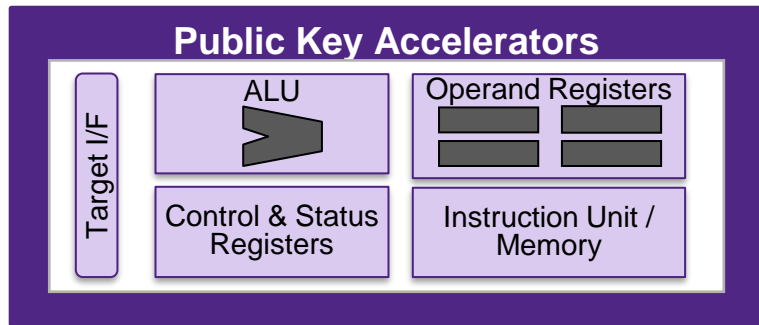 Public Key Accelerators
Target I/F
ALU
Operand Registers
Control & Status
Registers
Instruction Unit /
Memory